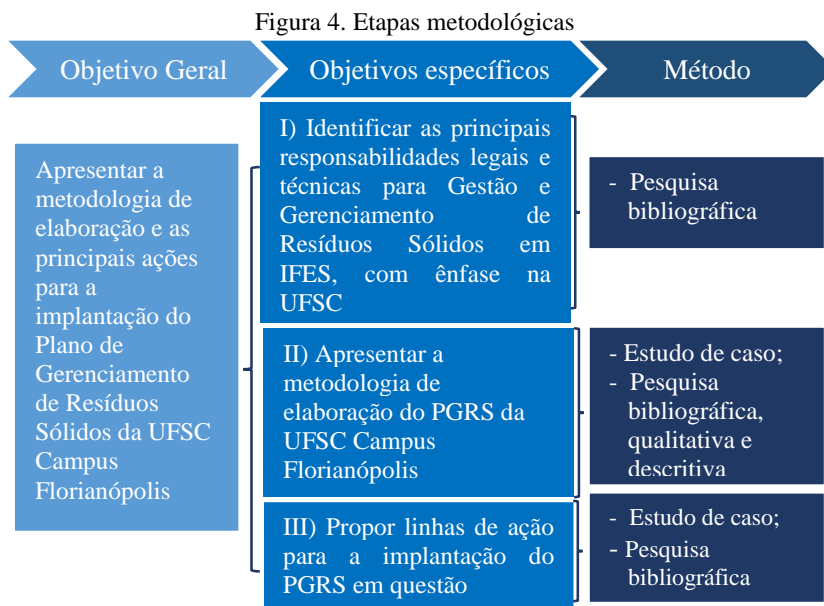 Figura 4. Etapas metodológicas
Objetivo Geral
Objetivos específicos
Método
Apresentar a
metodologia de
elaboração e as
principais ações
para a
implantação do
Plano de
Gerenciamento
de Resíduos
Sólidos da UFSC
Campus
Florianópolis
I) Identificar as principais
responsabilidades legais e
técnicas para Gestão e
Gerenciamento de
Resíduos Sólidos em
IFES, com ênfase na
UFSC
- Pesquisa
bibliográfica
II) Apresentar a
metodologia de
elaboração do PGRS da
UFSC Campus
Florianópolis
- Estudo de caso;
- Pesquisa
bibliográfica,
qualitativa e
descritiva
III) Propor linhas de ação
para a implantação do
PGRS em questão
- Estudo de caso;
- Pesquisa
bibliográfica